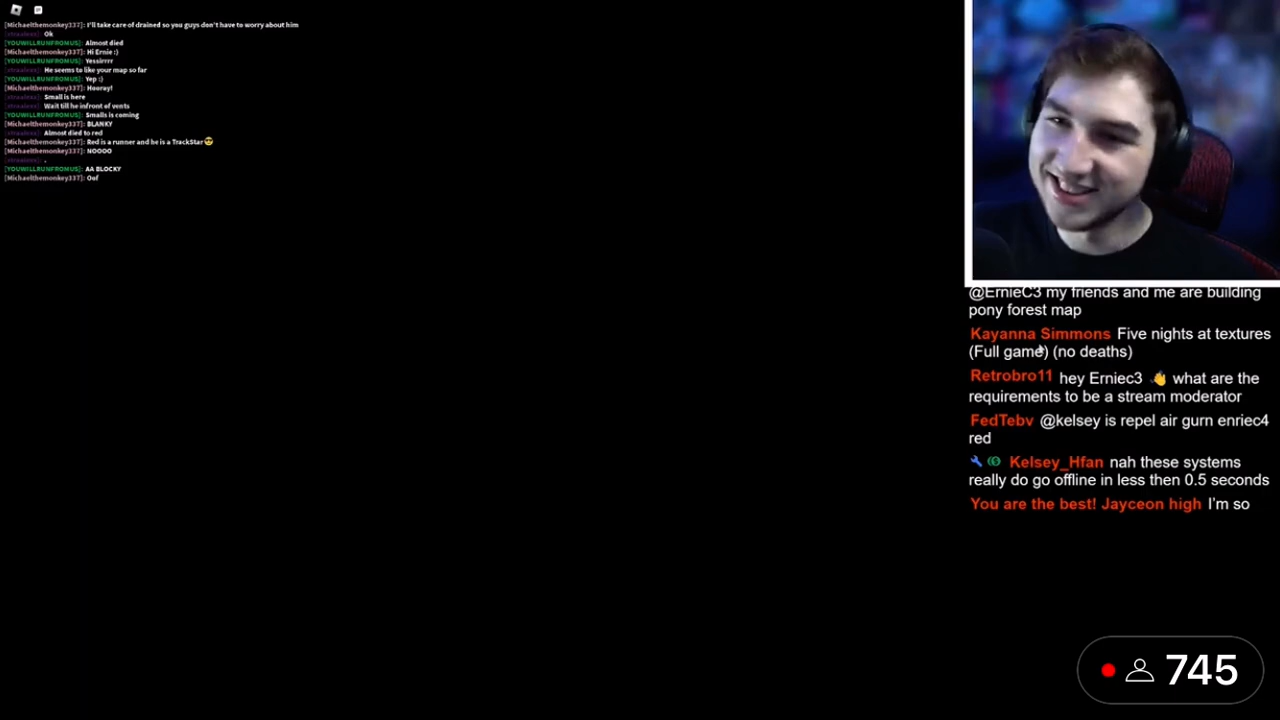 [Michaelthemonkey337]: I'll take care of drained so you guys don't have to worry about him
Ok
[YOUWILLRUNFROMUS]: Almost died
[Michaelthemonkey337]: Hi Ernie :)
[YOUWILLRUNFROMUS]: Yessirrrr
He seems to like your map so far
[YOUWILLRUNFROMUS]: Yep :)
[Michaelthemonkey337]: Hooray!
Small is here
Wait till he infront of vents
[YOUWILLRUNFROMUS]: Smalls is coming
[Michaelthemonkey337]: BLANKY
Almost died to red
[Michaelthemonkey337]: Red is a runner and he is a TrackStar😎
[Michaelthemonkey337]: NOOOO
.
[YOUWILLRUNFROMUS]: AA BLOCKY
[Michaelthemonkey337]: Oof
@ErnieC3 my friends and me are building
pony forest map
Kayanna Simmons Five nights at textures
(Full game) (no deaths)
Retrobro11 hey Erniec3 👋 what are the
requirements to be a stream moderator
FedTebv @kelsey is repel air gurn enriec4
red
Kelsey_Hfan nah these systems
really do go offline in less then 0.5 seconds
You are the best! Jayceon high I'm so
745